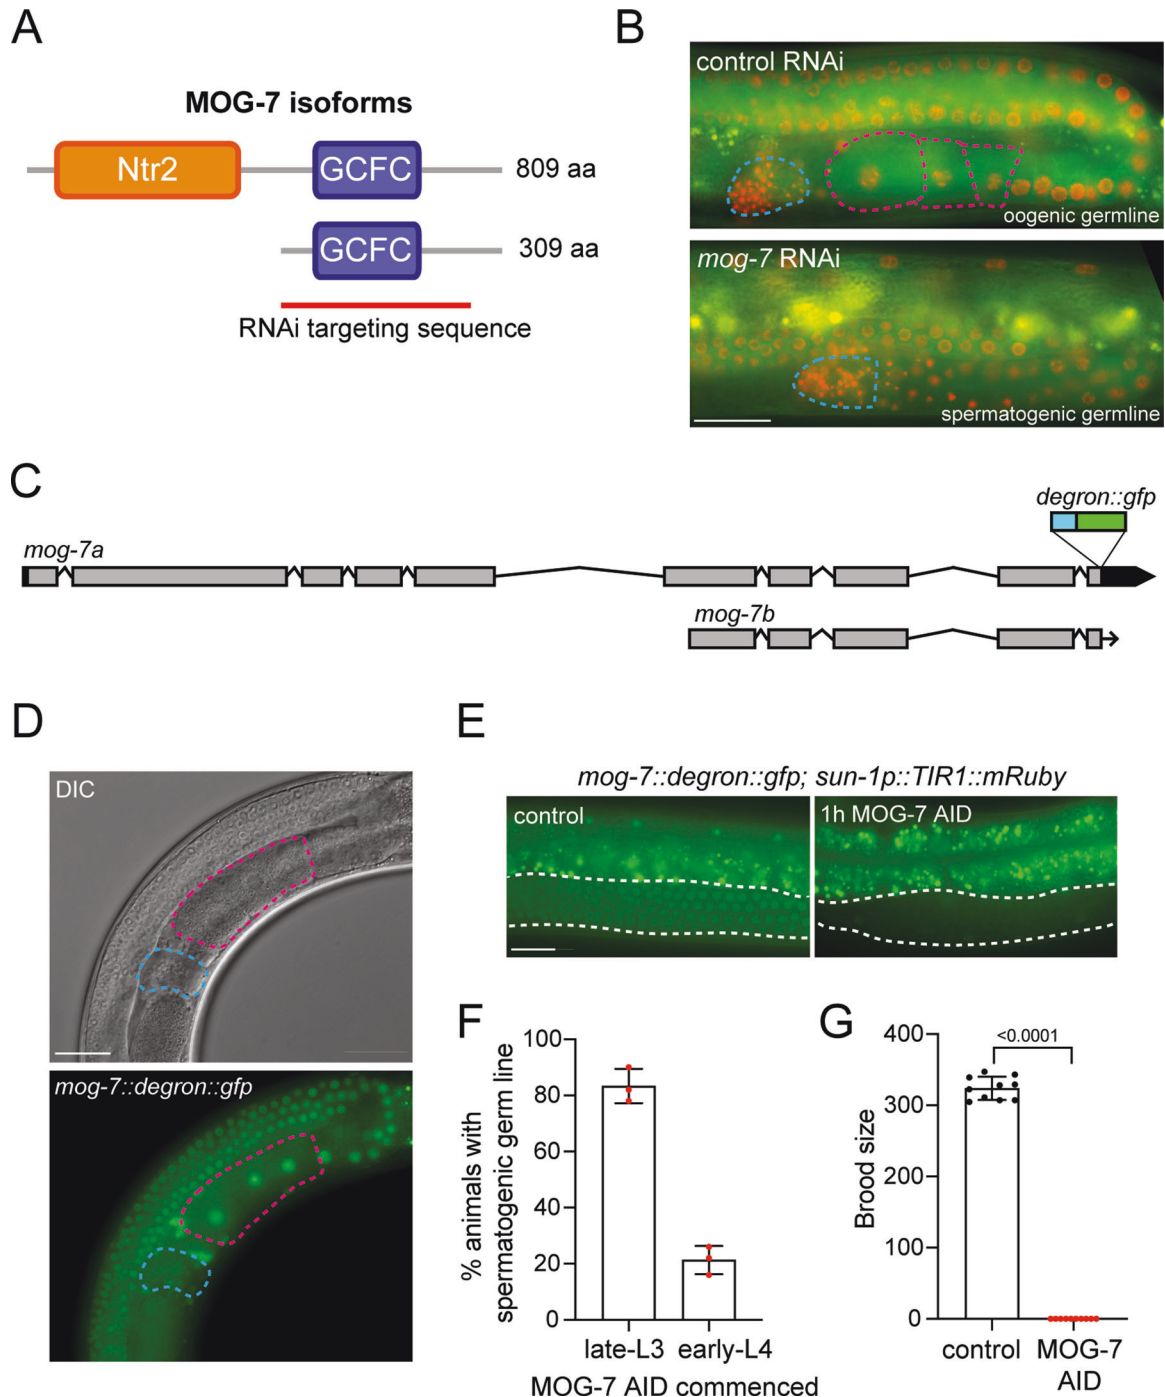 A
MOG-7 isoforms
Ntr2
GCFC
809 aa
GCFC
309 aa
RNAi targeting sequence
B
control RNAi
oogenic germline
mog-7 RNAi
spermatogenic germline
C
degron::gfp
mog-7a
mog-7b
D
DIC
mog-7::degron::gfp
E
mog-7::degron::gfp; sun-1p::TIR1::mRuby
control
1h MOG-7 AID
F
% animals with
spermatogenic germ line
100
80
60
40
20
0
late-L3
early-L4
MOG-7 AID commenced
G
Brood size
400
300
200
100
0
<0.0001
control
MOG-7
AID